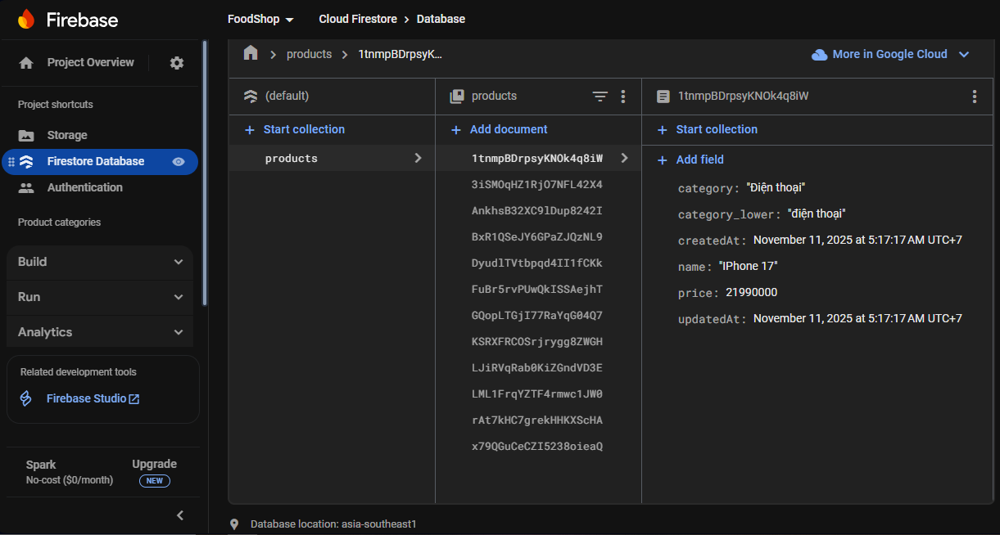 Firebase
FoodShop
Cloud Firestore > Database
Project Overview
Project shortcuts
Storage
Firestore Database
Authentication
Product categories
Build
Run
Analytics
Related development tools
Firebase Studio
Spark
No-cost ($0/month)
Upgrade
NEW
products > 1tnmpBDrpsyK...
More in Google Cloud
(default)
Start collection
products
products
Add document
1tnmpBDrpsyKNOk4q8iW
3iSMOqHZ1RjO7NFL42X4
AnkhsB32XC9lDup8242I
BxR1QSeJY6GPaZJQzNL9
DyudlTVtbpqd4II1fCKk
FuBr5rvPUwQkISSAejhT
GQopLTGjI77RaYqG04Q7
KSRXFRCOSrjrygg8ZWGH
LJiRVqRab0KiZGndVD3E
LML1FrqYZTF4rmwc1JW0
rAt7kHC7grekHHKXScHA
x79QGuCeCZI5238oieaQ
1tnmpBDrpsyKNOk4q8iW
Start collection
Add field
category: "Điện thoại"
category_lower: "điện thoại"
createdAt: November 11, 2025 at 5:17:17 AM UTC+7
name: "IPhone 17"
price: 21990000
updatedAt: November 11, 2025 at 5:17:17 AM UTC+7
Database location: asia-southeast1